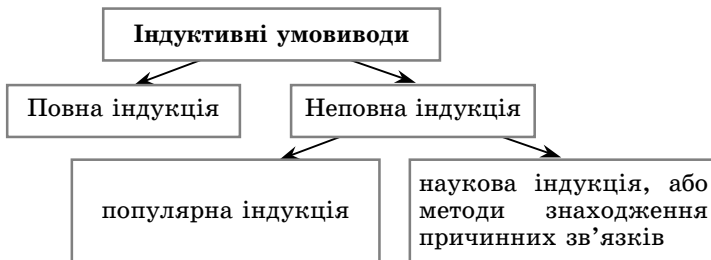 Індуктивні умовиводи
Повна індукція
Неповна індукція
популярна індукція
наукова індукція, або
методи знаходження
причинних зв’язків